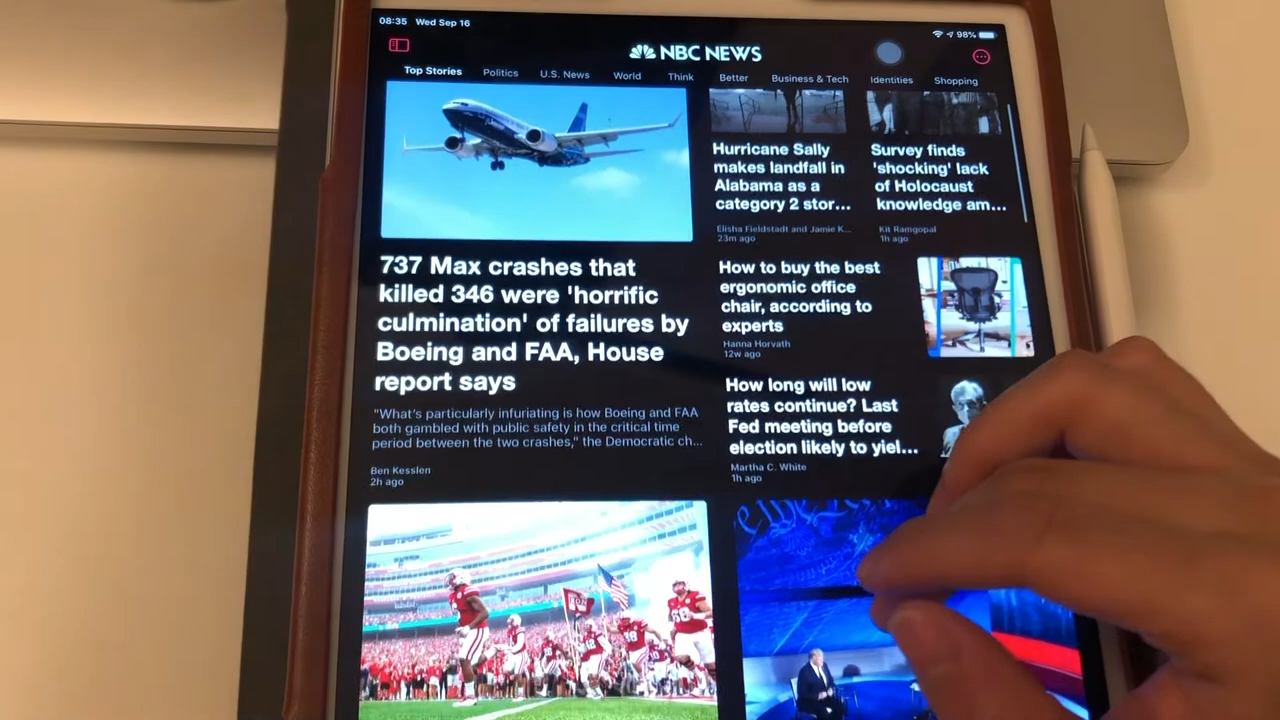 08:35 Wed Sep 16
98%
NBC NEWS
Top Stories Politics U.S. News World Think Better Business & Tech Identities Shopping
737 Max crashes that
killed 346 were 'horrific
culmination' of failures by
Boeing and FAA, House
report says
"What's particularly infuriating is how Boeing and FAA
both gambled with public safety in the critical time
period between the two crashes," the Democratic ch...
Ben Kesslen
2h ago
Hurricane Sally
makes landfall in
Alabama as a
category 2 stor...
Elisha Fieldstadt and Jamie K...
23m ago
Survey finds
'shocking' lack
of Holocaust
knowledge am...
Kit Ramgopal
1h ago
How to buy the best
ergonomic office
chair, according to
experts
Hanna Horvath
12w ago
How long will low
rates continue? Last
Fed meeting before
election likely to yiel...
Martha C. White
1h ago